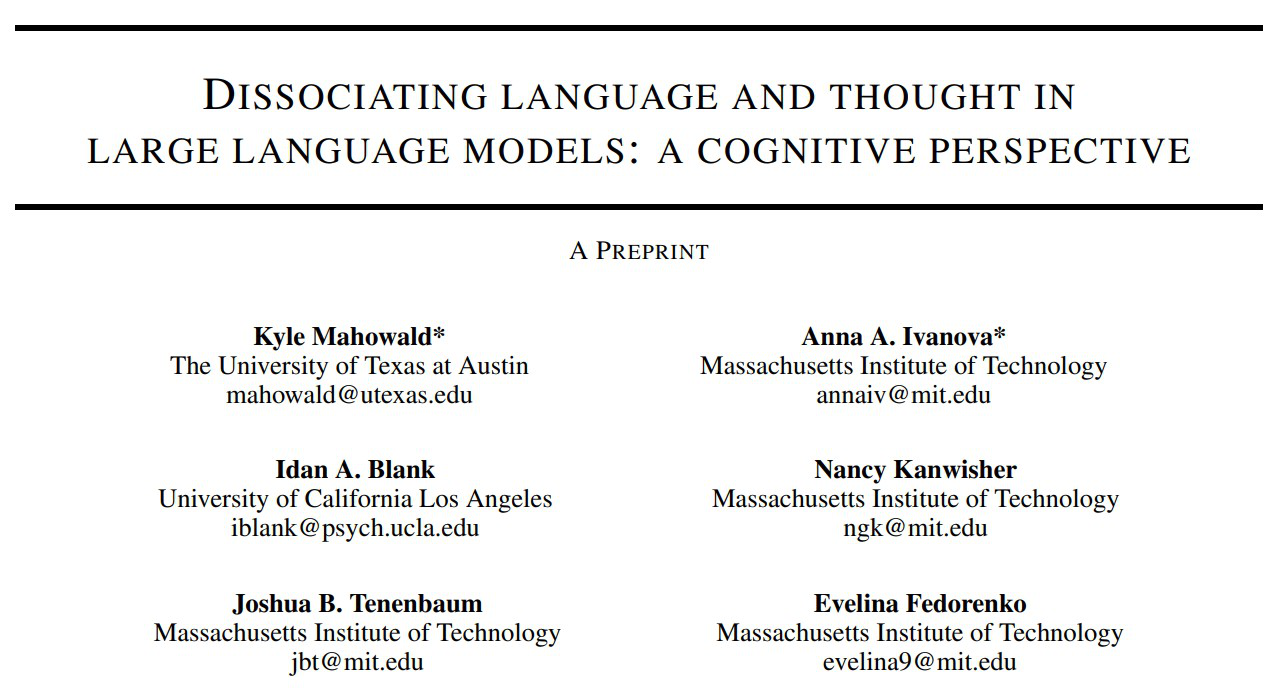 DISSOCIATING LANGUAGE AND THOUGHT IN
LARGE LANGUAGE MODELS: A COGNITIVE PERSPECTIVE
A PREPRINT
Kyle Mahowald*
The University of Texas at Austin
mahowald@utexas.edu
Anna A. Ivanova*
Massachusetts Institute of Technology
annaiv@mit.edu
Idan A. Blank
University of California Los Angeles
iblank@psych.ucla.edu
Nancy Kanwisher
Massachusetts Institute of Technology
ngk@mit.edu
Joshua B. Tenenbaum
Massachusetts Institute of Technology
jbt@mit.edu
Evelina Fedorenko
Massachusetts Institute of Technology
evelina9@mit.edu